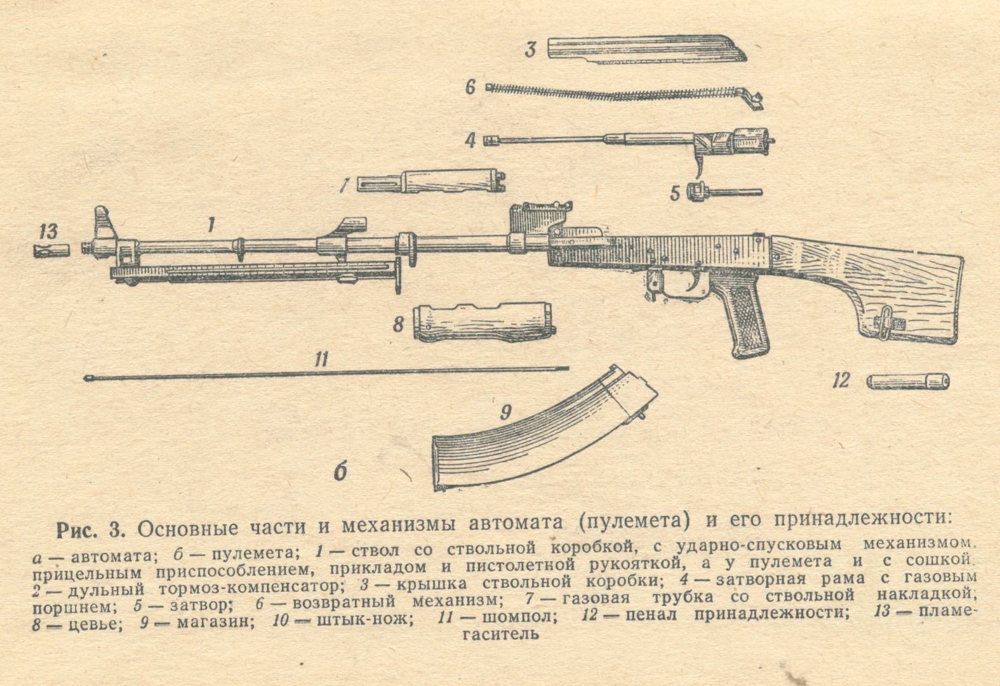 3
6
4
1
5
13
1
8
11
12
9
б
Рис. 3. Основные части и механизмы автомата (пулемета) и его принадлежности:
а — автомата; б — пулемета; 1 — ствол со ствольной коробкой, с ударно-спусковым механизмом,
прицельным приспособлением, прикладом и пистолетной рукояткой, а у пулемета и с сошкой;
2 — дульный тормоз-компенсатор; 3 — крышка ствольной коробки; 4 — затворная рама с газовым
поршнем; 5 — затвор; 6 — возвратный механизм; 7 — газовая трубка со ствольной накладкой;
8 — цевье; 9 — магазин; 10 — штык-нож; 11 — шомпол; 12 — пенал принадлежности; 13 — пламе-
гаситель